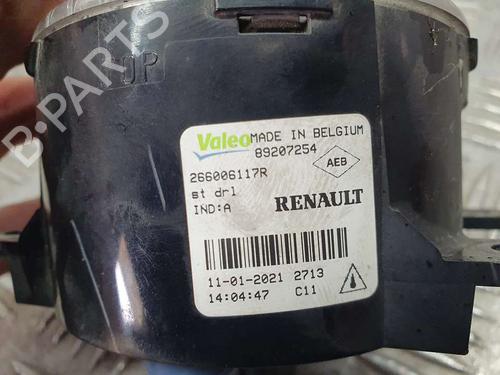 B-PARTS
Valeo MADE IN BELGIUM
89207254
266006117R
AEB
st drl
IND:A
RENAULT
11-01-2021 2713
14:04:47 C11